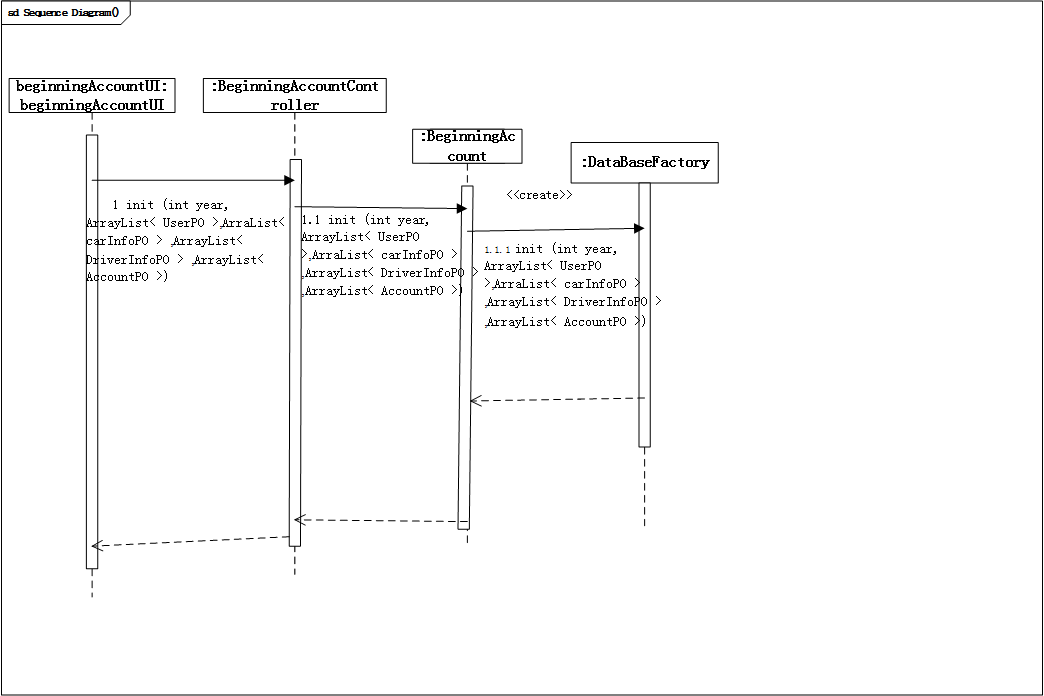 sd Sequence Diagram()
beginningAccountUI:
beginningAccountUI
:BeginningAccountCont
roller
:BeginningAc
count
:DataBaseFactory
<<create>>
1 init (int year,
ArrayList< UserPO >,ArraList<
carInfoPO > ,ArrayList<
DriverInfoPO > ,ArrayList<
AccountPO >)
1.1 init (int year,
ArrayList< UserPO
>,ArraList< carInfoPO >
,ArrayList< DriverInfoPO >
,ArrayList< AccountPO >)
1.1.1 init (int year,
ArrayList< UserPO
>,ArraList< carInfoPO >
,ArrayList< DriverInfoPO >
,ArrayList< AccountPO >)